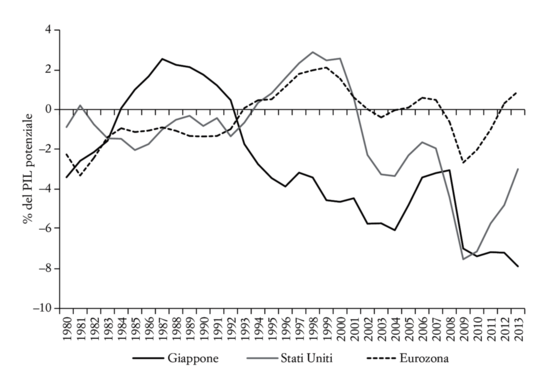 4
2
0
−2
−4
−6
−8
−10
% del PIL potenziale
1980 1981 1982 1983 1984 1985 1986 1987 1988 1989 1990 1991 1992 1993 1994 1995 1996 1997 1998 1999 2000 2001 2002 2003 2004 2005 2006 2007 2008 2009 2010 2011 2012 2013
Giappone Stati Uniti Eurozona